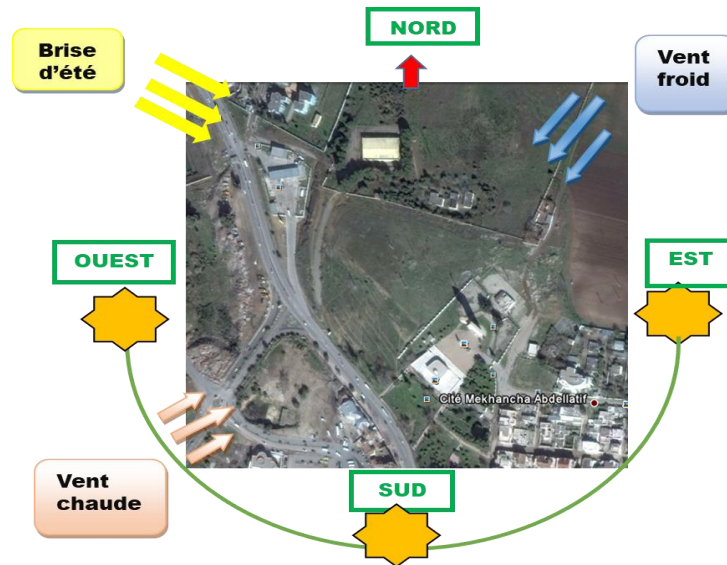 NORD
Brise
d'été
Vent
froid
OUEST
EST
Cité Mekhancha Abdellatif
Vent
chaude
SUD